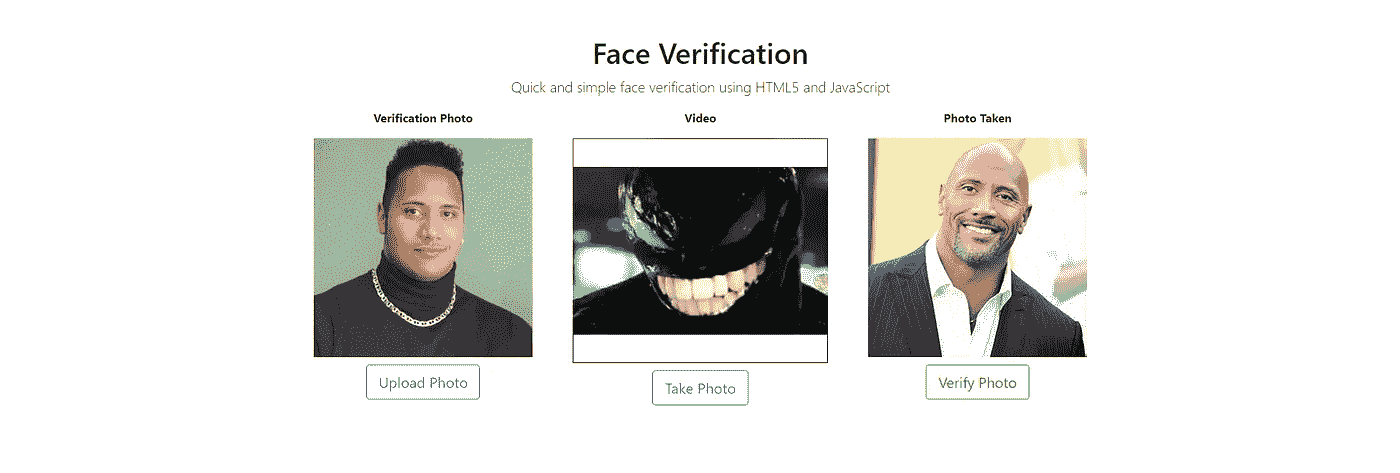 Face Verification
Quick and simple face verification using HTML5 and JavaScript
Verification Photo
Video
Photo Taken
Upload Photo
Take Photo
Verify Photo